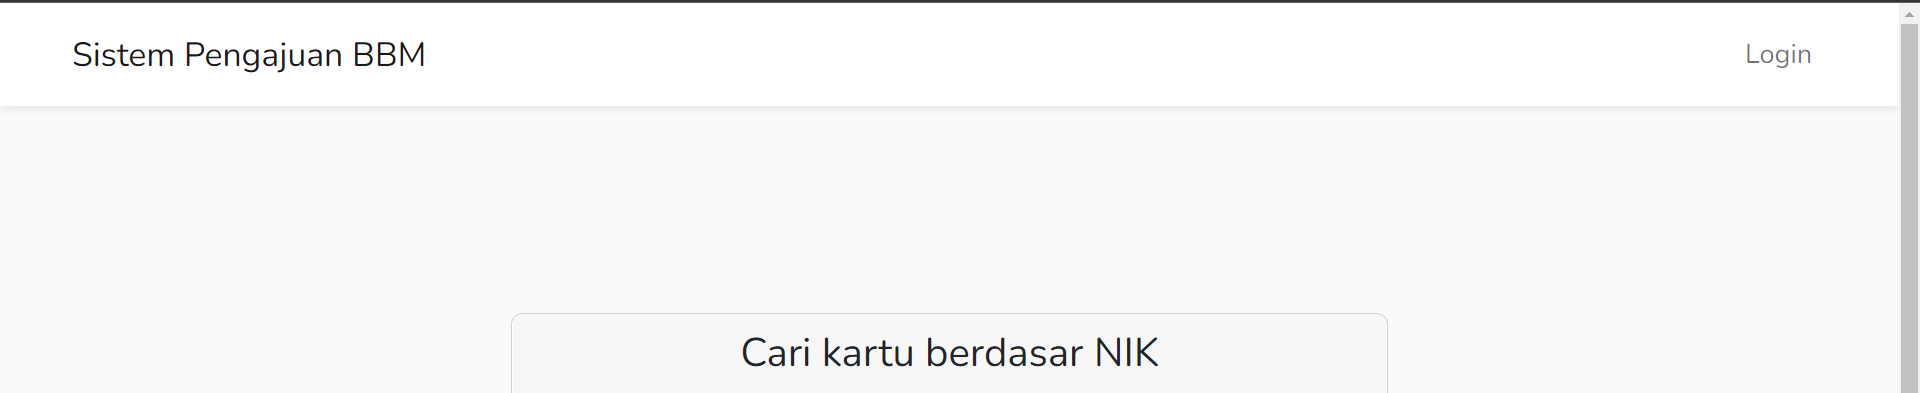 Sistem Pengajuan BBM
Login
Cari kartu berdasar NIK